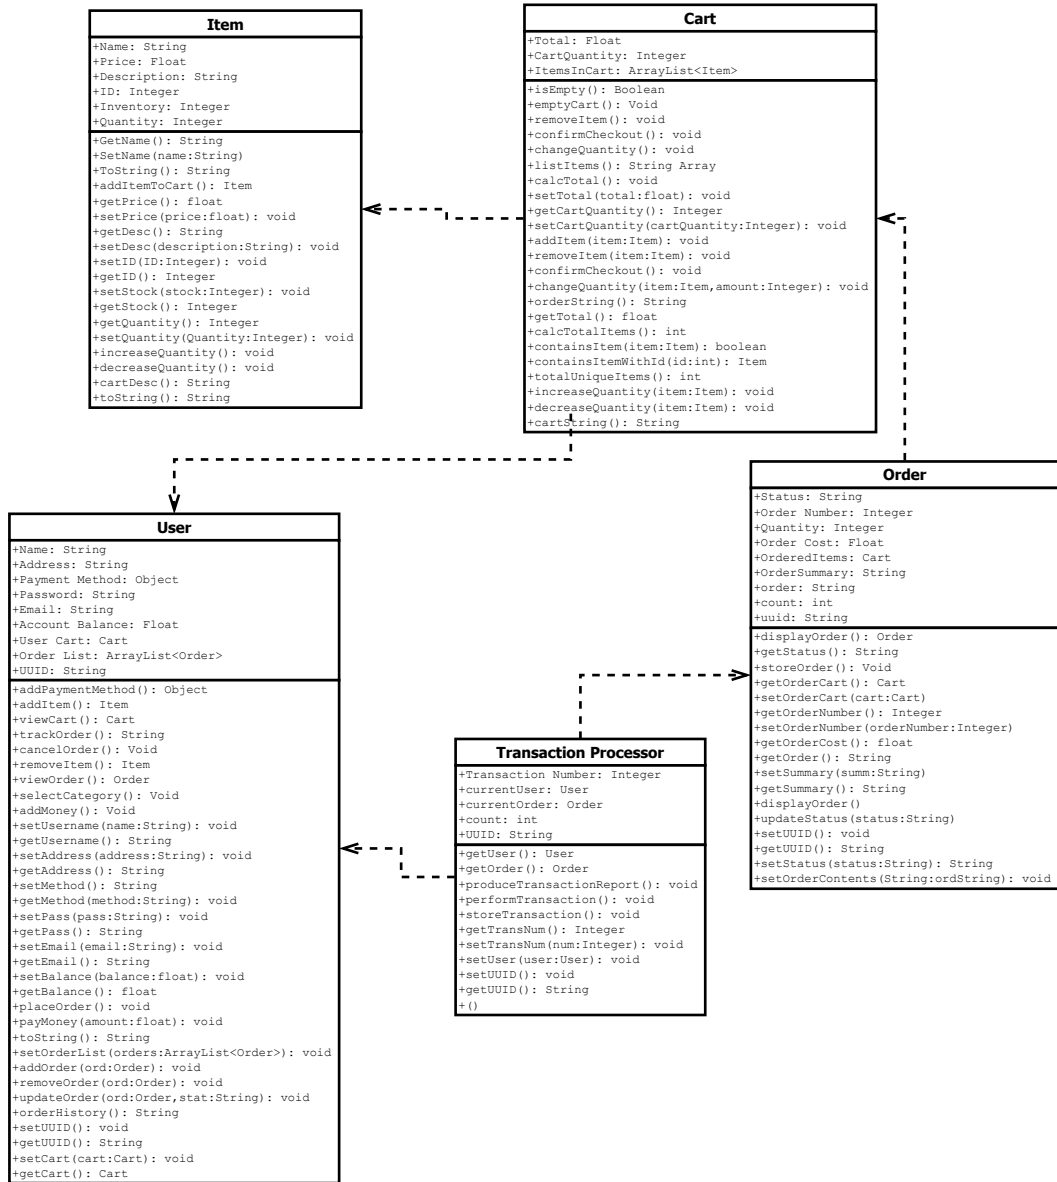 Item
+Name: String
+Price: Float
+Description: String
+ID: Integer
+Inventory: Integer
+Quantity: Integer
+GetName(): String
+SetName(name:String)
+ToString(): String
+addItemToCart(): Item
+getPrice(): float
+setPrice(price:float): void
+getDesc(): String
+setDesc(description:String): void
+setID(ID:Integer): void
+getID(): Integer
+setStock(stock:Integer): void
+getStock(): Integer
+getQuantity(): Integer
+setQuantity(Quantity:Integer): void
+increaseQuantity(): void
+decreaseQuantity(): void
+cartDesc(): String
+toString(): String
Cart
+Total: Float
+CartQuantity: Integer
+ItemsInCart: ArrayList<Item>
+isEmpty(): Boolean
+emptyCart(): Void
+removeItem(): void
+confirmCheckout(): void
+changeQuantity(): void
+listItems(): String Array
+calcTotal(): void
+setTotal(total:float): void
+getCartQuantity(): Integer
+setCartQuantity(cartQuantity:Integer): void
+addItem(item:Item): void
+removeItem(item:Item): void
+confirmCheckout(): void
+changeQuantity(item:Item,amount:Integer): void
+orderString(): String
+getTotal(): float
+calcTotalItems(): int
+containsItem(item:Item): boolean
+containsItemWithId(id:int): Item
+totalUniqueItems(): int
+increaseQuantity(item:Item): void
+decreaseQuantity(item:Item): void
+cartString(): String
Order
+Status: String
+Order Number: Integer
+Quantity: Integer
+Order Cost: Float
+OrderedItems: Cart
+OrderSummary: String
+order: String
+count: int
+uuid: String
+displayOrder(): Order
+getStatus(): String
+storeOrder(): Void
+getOrderCart(): Cart
+setOrderCart(cart:Cart)
+getOrderNumber(): Integer
+setOrderNumber(orderNumber:Integer)
+getOrderCost(): float
+getOrder(): String
+setSummary(summ:String)
+getSummary(): String
+displayOrder()
+updateStatus(status:String)
+setUUID(): void
+getUUID(): String
+setStatus(status:String): String
+setOrderContents(String:ordString): void
User
+Name: String
+Address: String
+Payment Method: Object
+Password: String
+Email: String
+Account Balance: Float
+User Cart: Cart
+Order List: ArrayList<Order>
+UUID: String
+addPaymentMethod(): Object
+addItem(): Item
+viewCart(): Cart
+trackOrder(): String
+cancelOrder(): Void
+removeItem(): Item
+viewOrder(): Order
+selectCategory(): Void
+addMoney(): Void
+setUsername(name:String): void
+getUsername(): String
+setAddress(address:String): void
+getAddress(): String
+setMethod(): String
+getMethod(method:String): void
+setPass(pass:String): void
+getPass(): String
+setEmail(email:String): void
+getEmail(): String
+setBalance(balance:float): void
+getBalance(): float
+placeOrder(): void
+payMoney(amount:float): void
+toString(): String
+setOrderList(orders:ArrayList<Order>): void
+addOrder(ord:Order): void
+removeOrder(ord:Order): void
+updateOrder(ord:Order,stat:String): void
+orderHistory(): String
+setUUID(): void
+getUUID(): String
+setCart(cart:Cart): void
+getCart(): Cart
Transaction Processor
+Transaction Number: Integer
+currentUser: User
+currentOrder: Order
+count: int
+UUID: String
+getUser(): User
+getOrder(): Order
+produceTransactionReport(): void
+performTransaction(): void
+storeTransaction(): void
+getTransNum(): Integer
+setTransNum(num:Integer): void
+setUser(user:User): void
+setUUID(): void
+getUUID(): String
+()